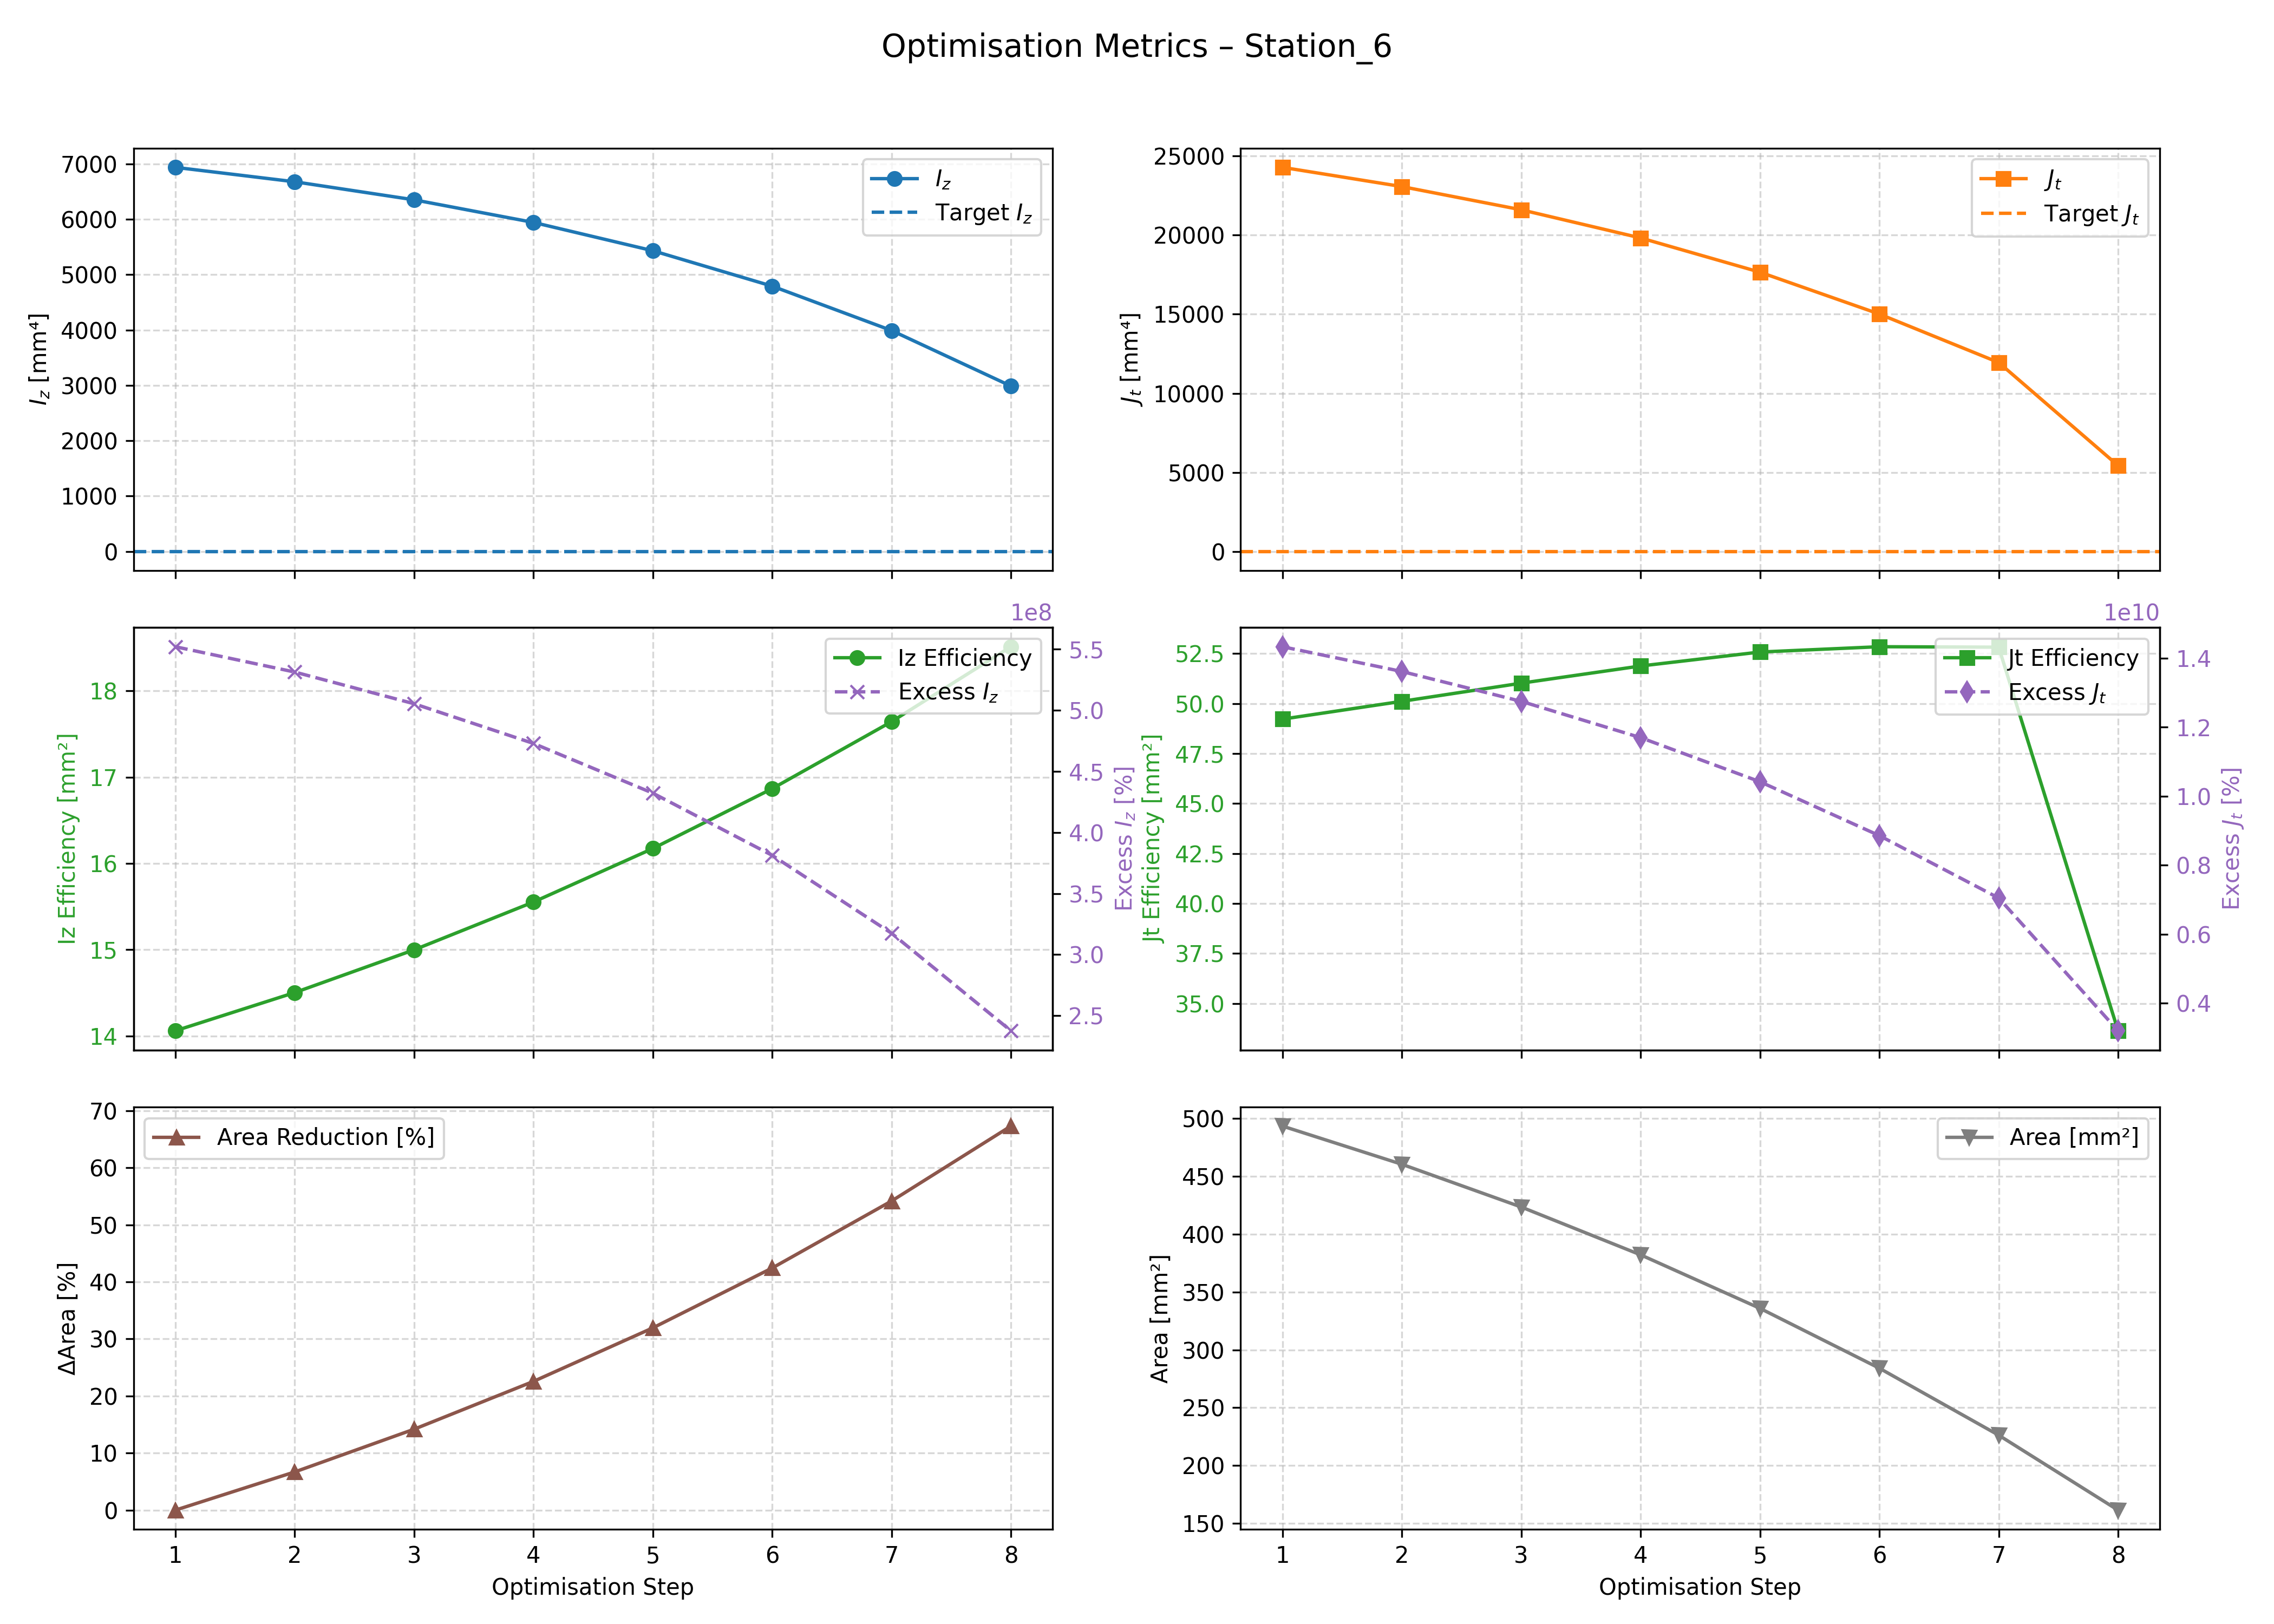 Optimisation Metrics – Station_6
7000
6000
5000
4000
3000
2000
1000
0
I_z [mm⁴]
I_z
Target I_z
25000
20000
15000
10000
5000
0
J_t [mm⁴]
J_t
Target J_t
1e8
18
17
16
15
14
Iz Efficiency [mm²]
Iz Efficiency
Excess I_z
5.5
5.0
4.5
4.0
3.5
3.0
2.5
Excess I_z [%]
1e10
52.5
50.0
47.5
45.0
42.5
40.0
37.5
35.0
Jt Efficiency [mm²]
Jt Efficiency
Excess J_t
1.4
1.2
1.0
0.8
0.6
0.4
Excess J_t [%]
70
60
50
40
30
20
10
0
ΔArea [%]
Area Reduction [%]
1 2 3 4 5 6 7 8
Optimisation Step
500
450
400
350
300
250
200
150
Area [mm²]
Area [mm²]
1 2 3 4 5 6 7 8
Optimisation Step